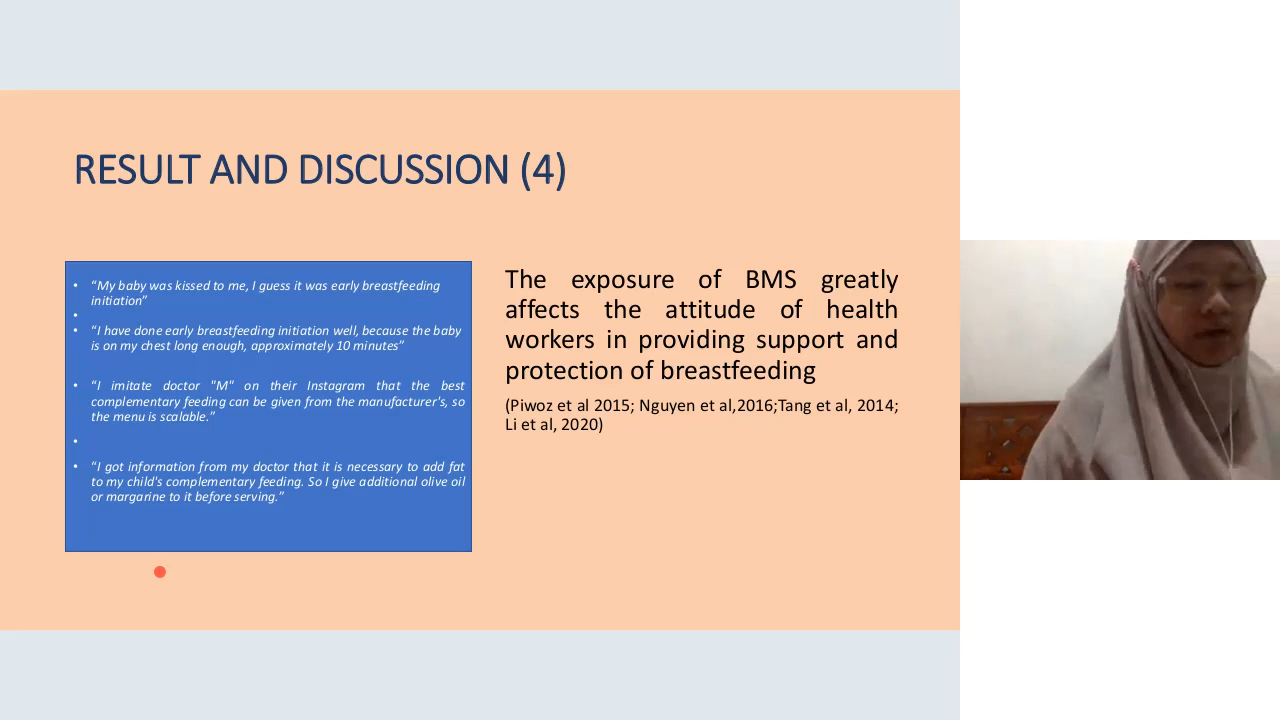 RESULT AND DISCUSSION (4)
• “My baby was kissed to me, I guess it was early breastfeeding
initiation”
•
• “I have done early breastfeeding initiation well, because the baby
is on my chest long enough, approximately 10 minutes”
• “I imitate doctor "M" on their Instagram that the best
complementary feeding can be given from the manufacturer's, so
the menu is scalable.”
•
• “I got information from my doctor that it is necessary to add fat
to my child's complementary feeding. So I give additional olive oil
or margarine to it before serving.”
The exposure of BMS greatly
affects the attitude of health
workers in providing support and
protection of breastfeeding
(Piwoz et al 2015; Nguyen et al,2016;Tang et al, 2014;
Li et al, 2020)